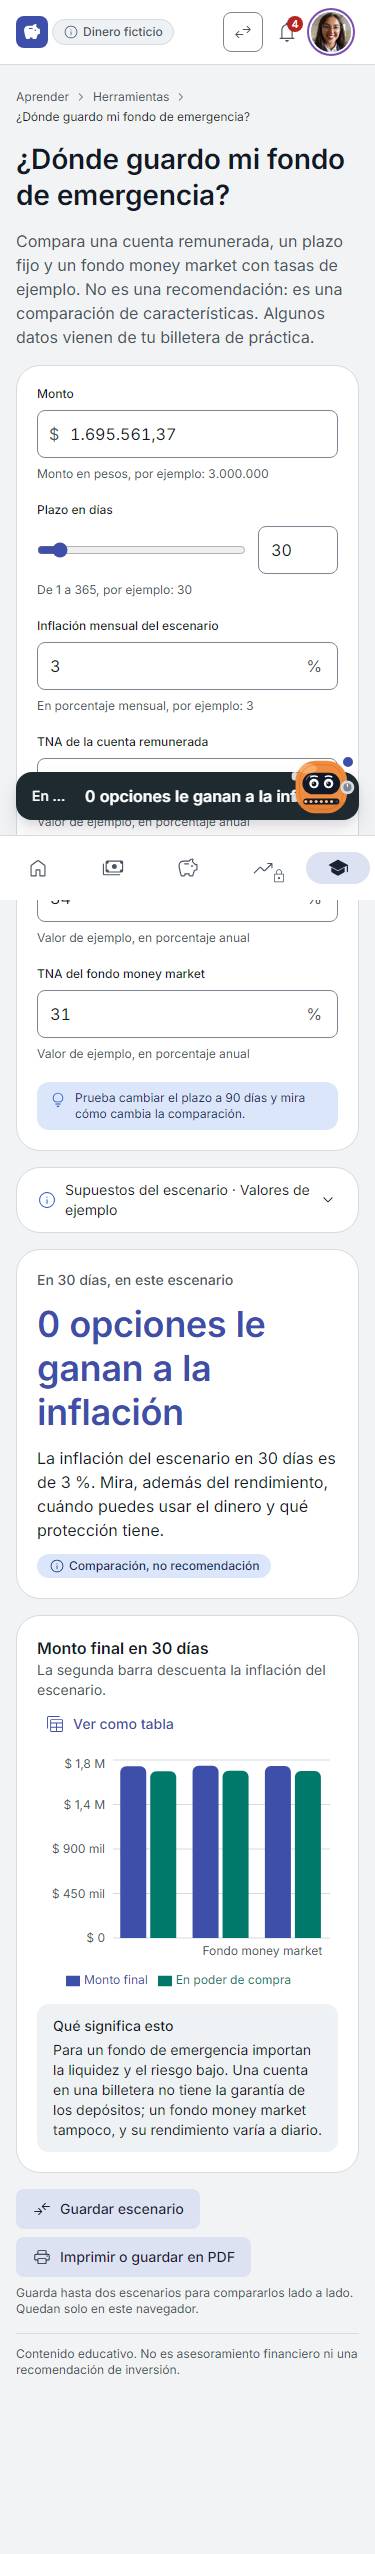 Dinero ficticio
4
Aprender > Herramientas >
¿Dónde guardo mi fondo de emergencia?
¿Dónde guardo mi fondo
de emergencia?
Compara una cuenta remunerada, un plazo
fijo y un fondo money market con tasas de
ejemplo. No es una recomendación: es una
comparación de características. Algunos
datos vienen de tu billetera de práctica.
Monto
$ 1.695.561,37
Monto en pesos, por ejemplo: 3.000.000
Plazo en días
30
De 1 a 365, por ejemplo: 30
Inflación mensual del escenario
3 %
En porcentaje mensual, por ejemplo: 3
TNA de la cuenta remunerada
En ... 0 opciones le ganan a la
Valor de ejemplo, en porcentaje anual
Valor de ejemplo, en porcentaje anual
TNA del fondo money market
31 %
Valor de ejemplo, en porcentaje anual
Prueba cambiar el plazo a 90 días y mira
cómo cambia la comparación.
Supuestos del escenario · Valores de
ejemplo
En 30 días, en este escenario
0 opciones le
ganan a la
inflación
La inflación del escenario en 30 días es
de 3 %. Mira, además del rendimiento,
cuándo puedes usar el dinero y qué
protección tiene.
Comparación, no recomendación
Monto final en 30 días
La segunda barra descuenta la inflación del
escenario.
Ver como tabla
$ 1,8 M
$ 1,4 M
$ 900 mil
$ 450 mil
$ 0
Fondo money market
Monto final En poder de compra
Qué significa esto
Para un fondo de emergencia importan
la liquidez y el riesgo bajo. Una cuenta
en una billetera no tiene la garantía de
los depósitos; un fondo money market
tampoco, y su rendimiento varía a diario.
Guardar escenario
Imprimir o guardar en PDF
Guarda hasta dos escenarios para compararlos lado a lado.
Quedan solo en este navegador.
Contenido educativo. No es asesoramiento financiero ni una
recomendación de inversión.